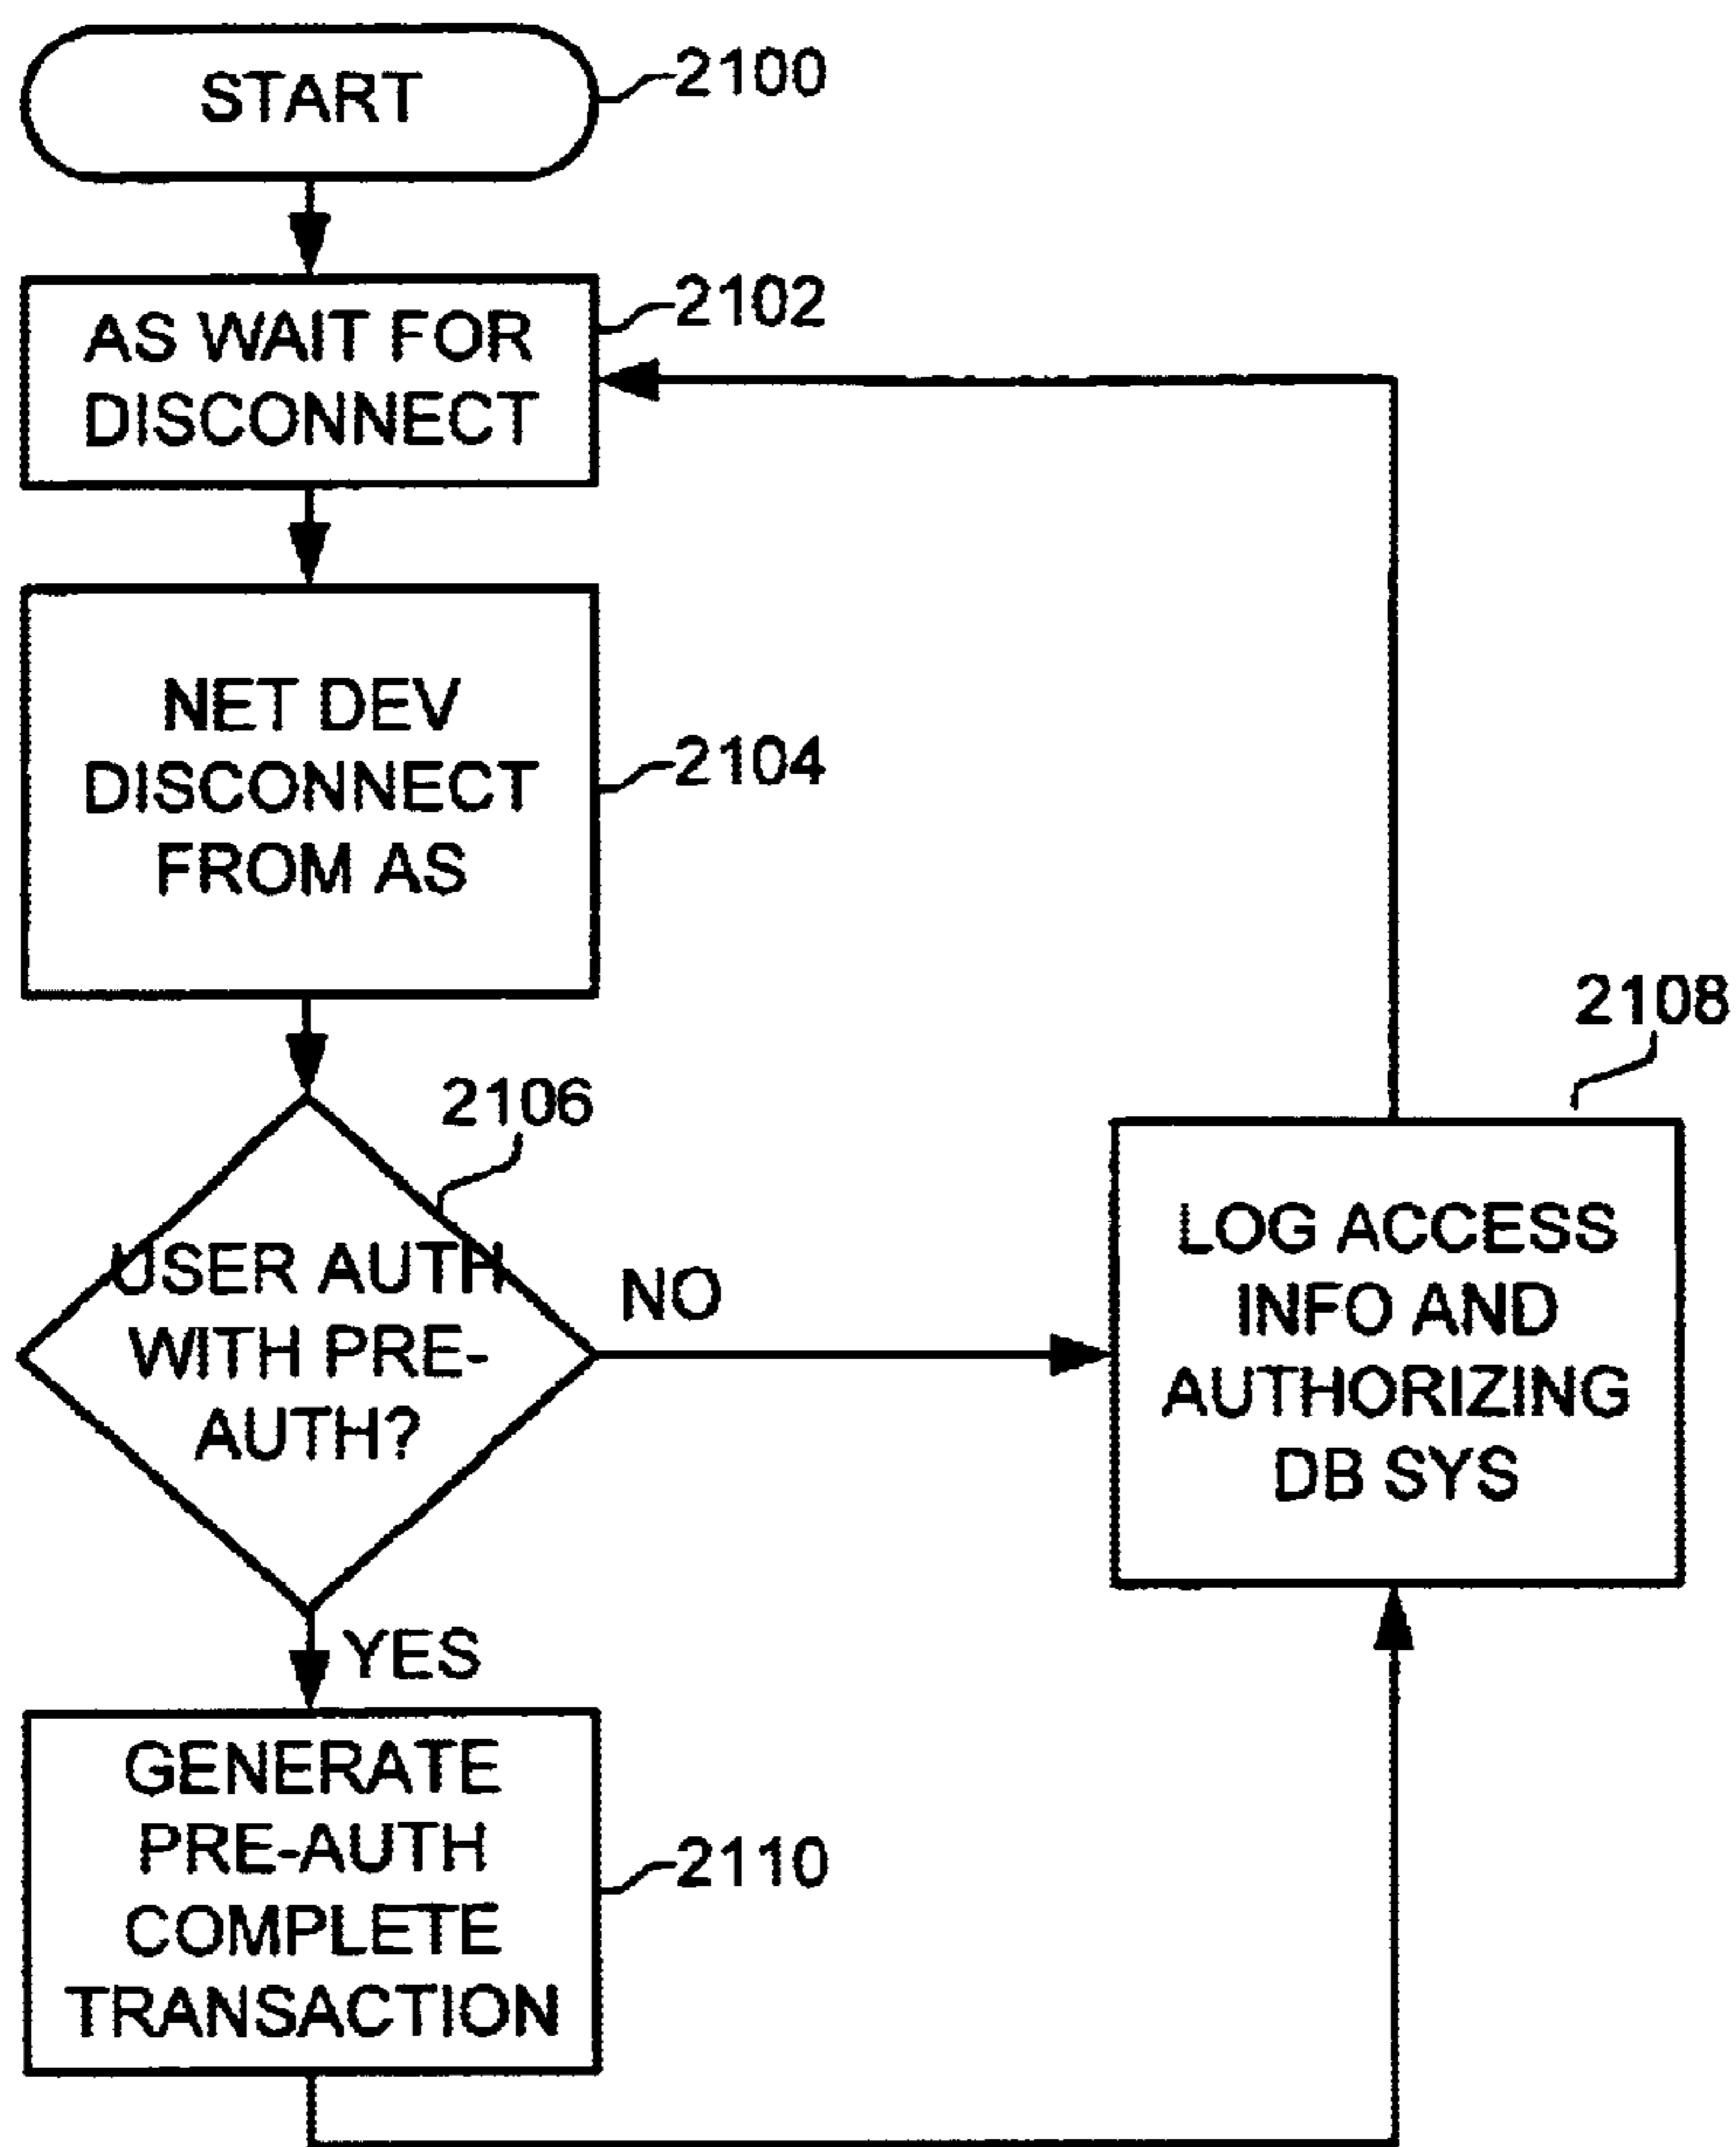 START
2100
AS WAIT FOR
DISCONNECT
2102
NET DEV
DISCONNECT
FROM AS
2104
2106
USER AUTH
WITH PRE-
AUTH?
NO
2108
LOG ACCESS
INFO AND
AUTHORIZING
DB SYS
YES
GENERATE
PRE-AUTH
COMPLETE
TRANSACTION
2110